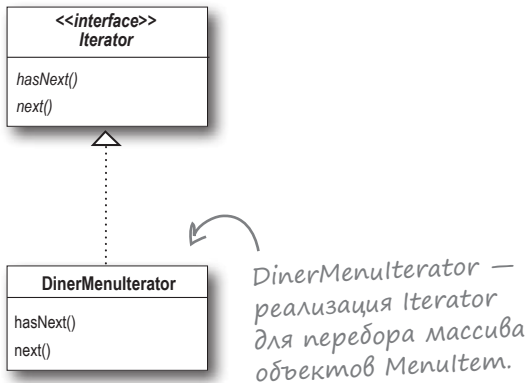 <<interface>>
Iterator
hasNext()
next()
DinerMenuIterator
hasNext()
next()
DinerMenuIterator —
реализация Iterator
для перебора массива
объектов MenuItem.